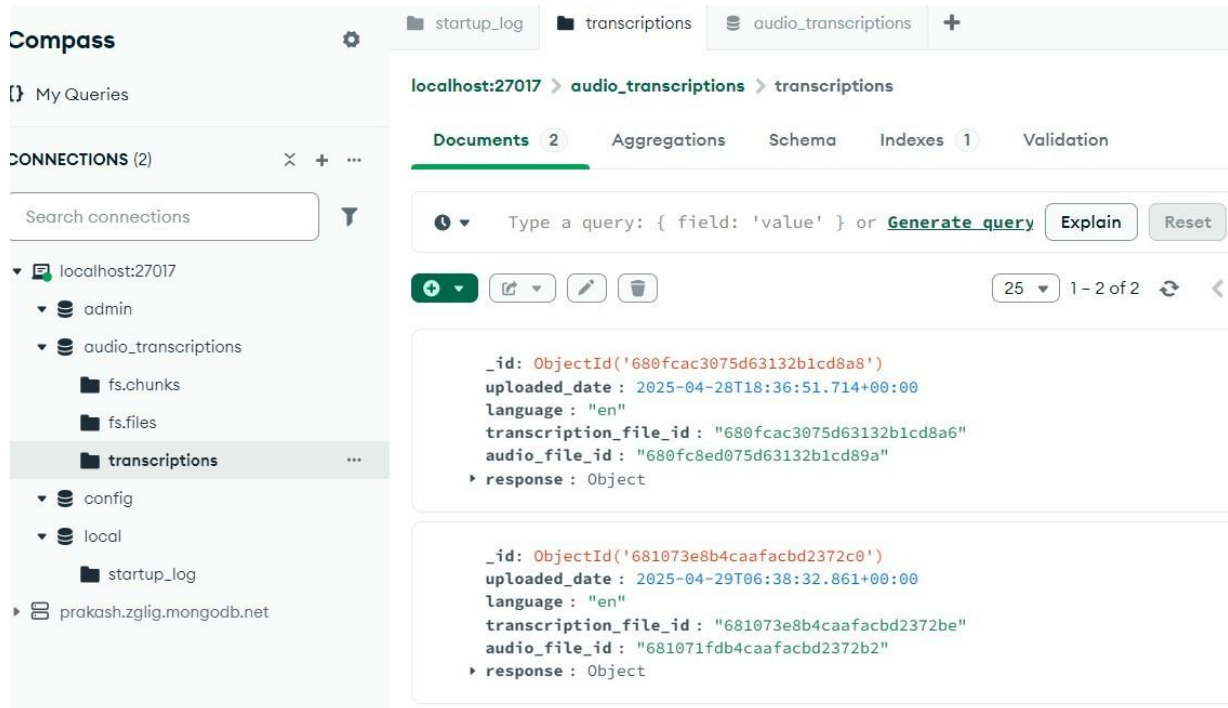 Compass
{} My Queries
CONNECTIONS (2)
Search connections
localhost:27017
admin
audio_transcriptions
fs.chunks
fs.files
transcriptions
config
local
startup_log
prakash.zglig.mongodb.net
startup_log transcriptions audio_transcriptions
localhost:27017 > audio_transcriptions > transcriptions
Documents 2 Aggregations Schema Indexes 1 Validation
Type a query: { field: 'value' } or Generate query Explain Reset
25 1 – 2 of 2
_id: ObjectId('680fcac3075d63132b1cd8a8')
uploaded_date : 2025-04-28T18:36:51.714+00:00
language : "en"
transcription_file_id : "680fcac3075d63132b1cd8a6"
audio_file_id : "680fc8ed075d63132b1cd89a"
response : Object
_id: ObjectId('681073e8b4caafacbd2372c0')
uploaded_date : 2025-04-29T06:38:32.861+00:00
language : "en"
transcription_file_id : "681073e8b4caafacbd2372be"
audio_file_id : "681071fdb4caafacbd2372b2"
response : Object